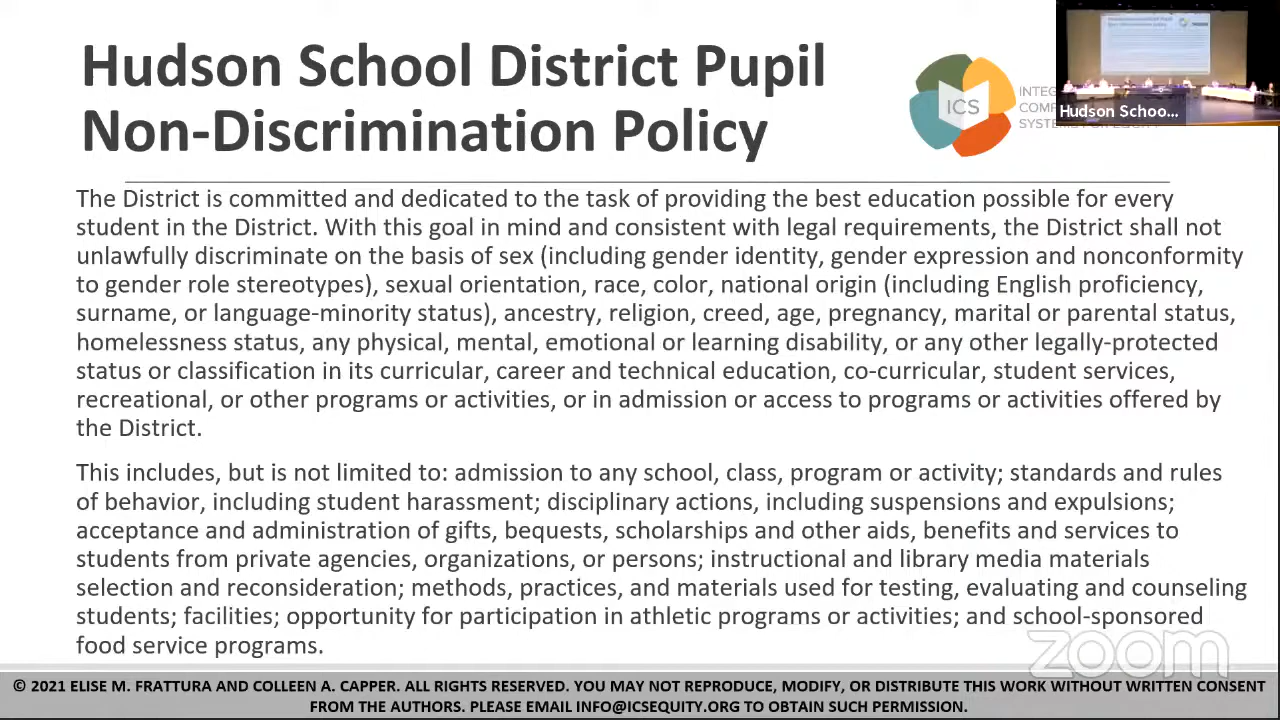 Hudson School District Pupil
Non-Discrimination Policy
ICS
INTEG
COMP
SYSTEMS FOR EQUITY
Hudson Schoo...
The District is committed and dedicated to the task of providing the best education possible for every
student in the District. With this goal in mind and consistent with legal requirements, the District shall not
unlawfully discriminate on the basis of sex (including gender identity, gender expression and nonconformity
to gender role stereotypes), sexual orientation, race, color, national origin (including English proficiency,
surname, or language-minority status), ancestry, religion, creed, age, pregnancy, marital or parental status,
homelessness status, any physical, mental, emotional or learning disability, or any other legally-protected
status or classification in its curricular, career and technical education, co-curricular, student services,
recreational, or other programs or activities, or in admission or access to programs or activities offered by
the District.
This includes, but is not limited to: admission to any school, class, program or activity; standards and rules
of behavior, including student harassment; disciplinary actions, including suspensions and expulsions;
acceptance and administration of gifts, bequests, scholarships and other aids, benefits and services to
students from private agencies, organizations, or persons; instructional and library media materials
selection and reconsideration; methods, practices, and materials used for testing, evaluating and counseling
students; facilities; opportunity for participation in athletic programs or activities; and school-sponsored
food service programs.
zoom
© 2021 ELISE M. FRATTURA AND COLLEEN A. CAPPER. ALL RIGHTS RESERVED. YOU MAY NOT REPRODUCE, MODIFY, OR DISTRIBUTE THIS WORK WITHOUT WRITTEN CONSENT
FROM THE AUTHORS. PLEASE EMAIL INFO@ICSEQUITY.ORG TO OBTAIN SUCH PERMISSION.